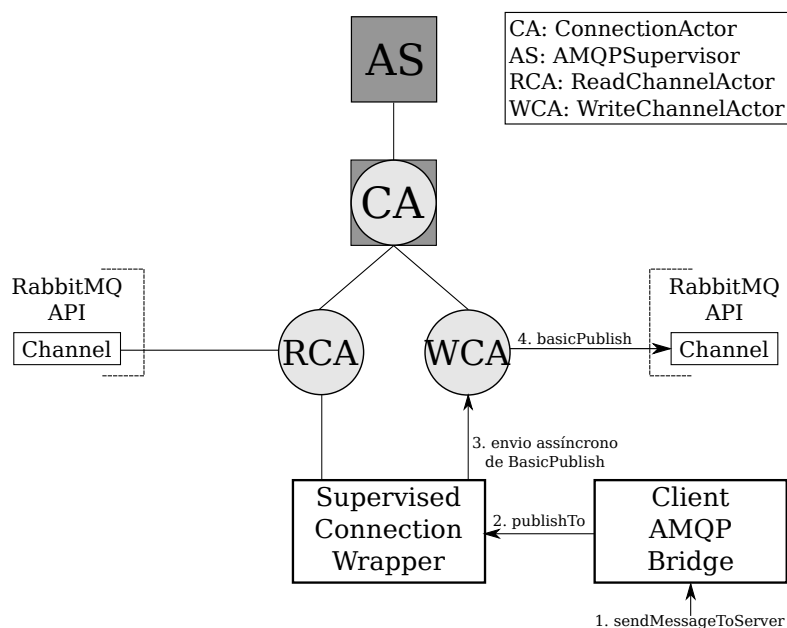 AS
CA: ConnectionActor
AS: AMQPSupervisor
RCA: ReadChannelActor
WCA: WriteChannelActor
CA
RabbitMQ
API
Channel
RCA
WCA
4. basicPublish
RabbitMQ
API
Channel
3. envio assíncrono
de BasicPublish
Supervised
Connection
Wrapper
2. publishTo
Client
AMQP
Bridge
1. sendMessageToServer